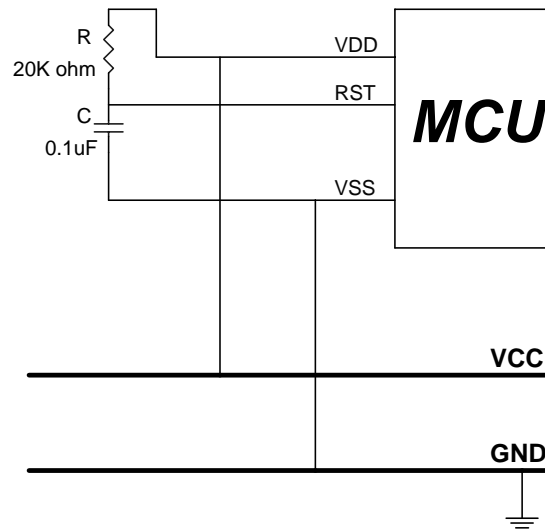 R
20K ohm
C
0.1uF
VDD
RST
VSS
MCU
VCC
GND